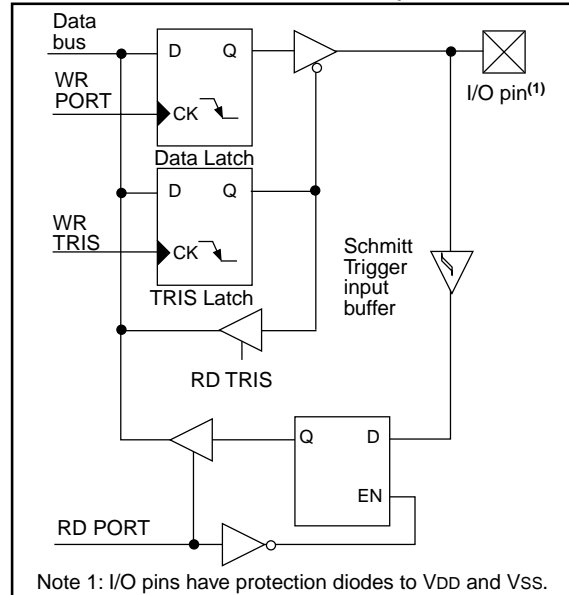 Data
bus
D Q
WR
PORT
CK
I/O pin(1)
Data Latch
D Q
WR
TRIS
CK
TRIS Latch
Schmitt
Trigger
input
buffer
RD TRIS
Q D
EN
RD PORT
Note 1: I/O pins have protection diodes to VDD and VSS.